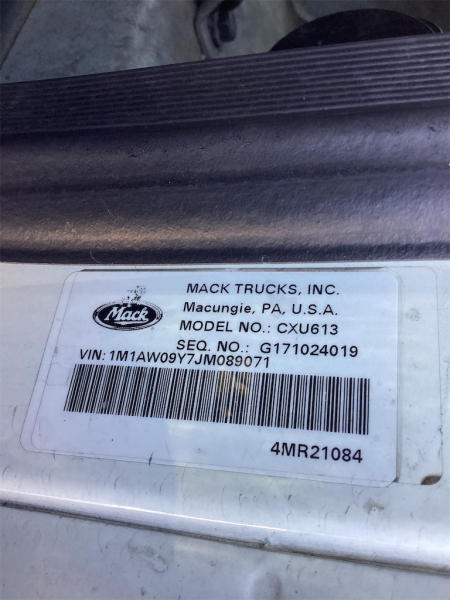 MACK TRUCKS, INC.
Macungie, PA, U.S.A.
Mack
MODEL NO.: CXU613
SEQ. NO.: G171024019
VIN: 1M1AW09Y7JM089071
4MR21084